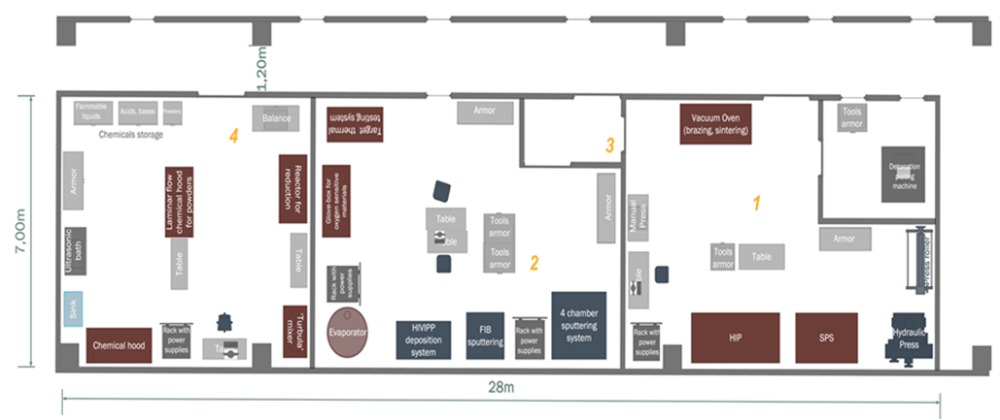 1,20m
Flammable
liquids
Acids, bases
Powders
Chemicals storage
Balance
4
Armor
Laminar flow
chemical hood
for powders
Reactor for
reduction
Ultrasonic
bath
Table
Table
Sink
Chemical hood
Rack with
power
supplies
"Turbula"
mixer
Target thermal
testing system
Armor
3
Glove-box for
oxygen sensitive
materials
Table
Tools
armor
Tools
armor
Armor
2
Rack with
power
supplies
Evaporator
HIVIPP
deposition
system
FIB
sputtering
Rack with
power
supplies
4 chamber
sputtering
system
Vacuum Oven
(brazing, sintering)
Tools
armor
Detonation
machine
1
Manual
Press
Tools
armor
Table
Armor
Press Roller
Rack with
power
supplies
HIP
SPS
Hydraulic
Press
7,00m
28m